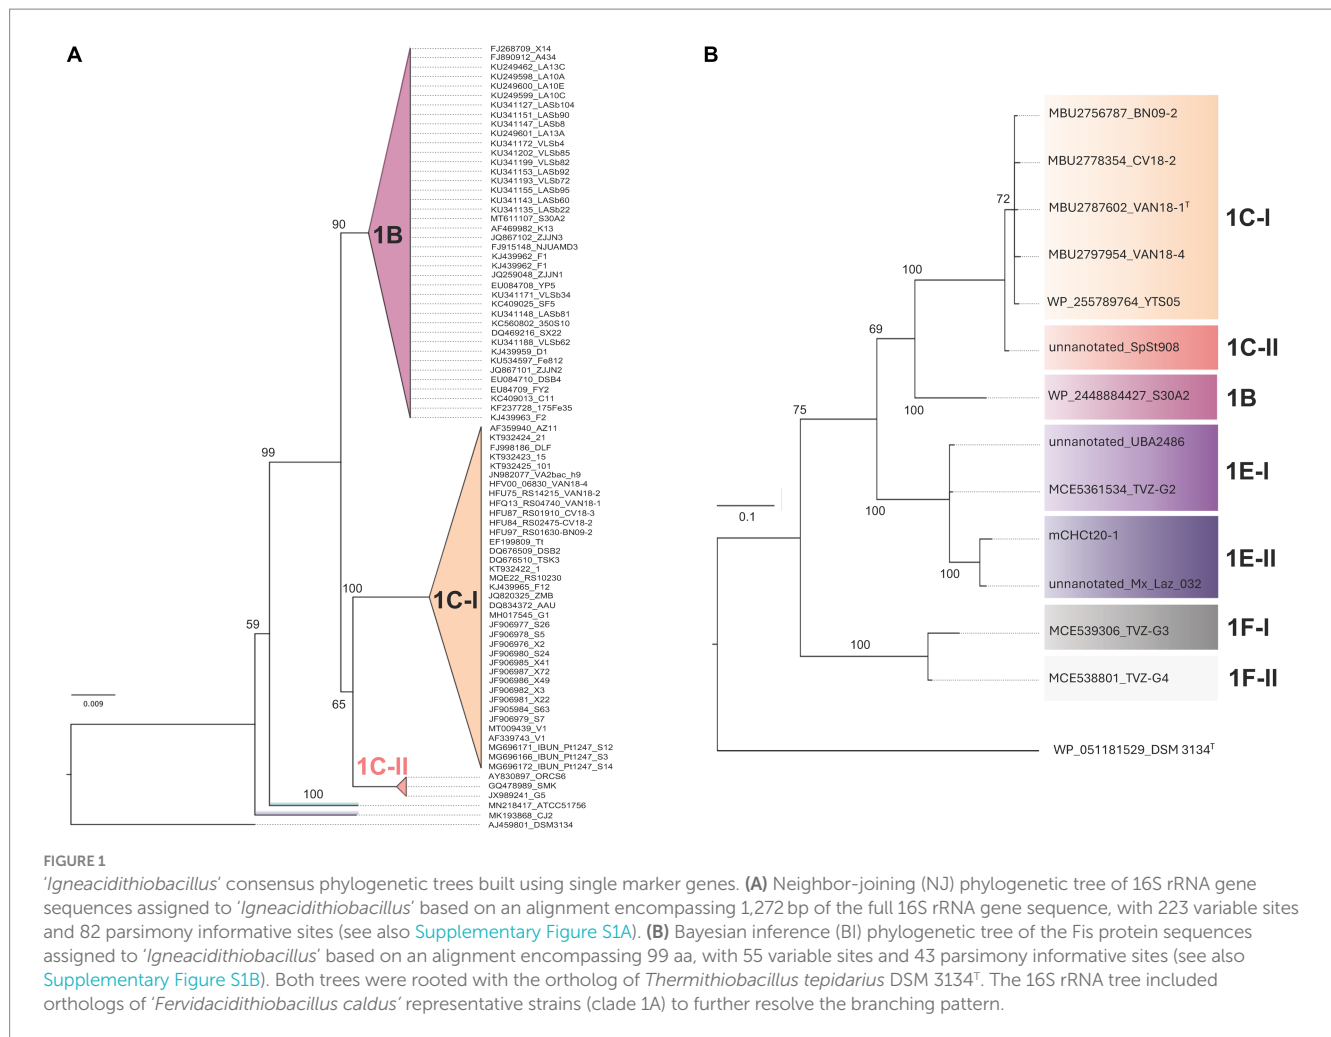 A
FJ268709_X14
FJ890912_A434
KU249462_LA13C
KU249598_LA10A
KU249600_LA10E
KU249599_LA10C
KU341127_LASb104
KU341151_LASb90
KU341147_LASb8
KU249601_LA13A
KU341172_VLSb4
KU341202_VLSb85
KU341199_VLSb82
KU341153_LASb92
KU341193_VLSb72
KU341155_LASb95
KU341143_LASb60
KU341135_LASb22
MT611107_S30A2
AF469982_K13
JQ867102_ZJJN3
FJ915148_NJUAMD3
KJ439962_F1
KJ439962_F1
JQ259048_ZJJN1
EU084708_YP5
KU341171_VLSb34
KC409025_SF5
KU341148_LASb81
KC560802_350S10
DQ469216_SX22
KU341188_VLSb62
KJ439959_D1
KU534597_Fe812
JQ867101_ZJJN2
EU084710_DSB4
EU84709_FY2
KC409013_C11
KF237728_175Fe35
KJ439963_F2
AF359940_AZ11
KT932424_21
FJ998186_DLF
KT932423_15
KT932425_101
JN982077_VA2bac_h9
HFV00_06830_VAN18-4
HFU75_RS14215_VAN18-2
HFQ13_RS04740_VAN18-1
HFU87_RS01910_CV18-3
HFU84_RS02475-CV18-2
HFU97_RS01630-BN09-2
EF199809_Tt
DQ676509_DSB2
DQ676510_TSK3
KT932422_1
MQE22_RS10230
KJ439965_F12
JQ820325_ZMB
DQ834372_AAU
MH017545_G1
JF906977_S26
JF906978_S5
JF906976_X2
JF906980_S24
JF906985_X41
JF906987_X72
JF906986_X49
JF906982_X3
JF906981_X22
JF905984_S63
JF906979_S7
MT009439_V1
AF339743_V1
MG696171_IBUN_Pt1247_S12
MG696166_IBUN_Pt1247_S3
MG696172_IBUN_Pt1247_S14
AY830897_ORCS6
GQ478989_SMK
JX989241_G5
MN218417_ATCC51756
MK193868_CJ2
AJ459801_DSM3134
90
1B
99
100
1C-I
59
65
1C-II
100
0.009
B
MBU2756787_BN09-2
MBU2778354_CV18-2
72
MBU2787602_VAN18-1ᵀ
1C-I
MBU2797954_VAN18-4
100
WP_255789764_YTS05
69
unnanotated_SpSt908
1C-II
WP_2448884427_S30A2
1B
100
75
unnanotated_UBA2486
1E-I
MCE5361534_TVZ-G2
0.1
100
mCHCt20-1
1E-II
100
unnanotated_Mx_Laz_032
MCE539306_TVZ-G3
1F-I
100
MCE538801_TVZ-G4
1F-II
WP_051181529_DSM 3134ᵀ
FIGURE 1
'Igneacidithiobacillus' consensus phylogenetic trees built using single marker genes. (A) Neighbor-joining (NJ) phylogenetic tree of 16S rRNA gene
sequences assigned to 'Igneacidithiobacillus' based on an alignment encompassing 1,272 bp of the full 16S rRNA gene sequence, with 223 variable sites
and 82 parsimony informative sites (see also Supplementary Figure S1A). (B) Bayesian inference (BI) phylogenetic tree of the Fis protein sequences
assigned to 'Igneacidithiobacillus' based on an alignment encompassing 99 aa, with 55 variable sites and 43 parsimony informative sites (see also
Supplementary Figure S1B). Both trees were rooted with the ortholog of Thermithiobacillus tepidarius DSM 3134ᵀ. The 16S rRNA tree included
orthologs of 'Fervidacidithiobacillus caldus' representative strains (clade 1A) to further resolve the branching pattern.